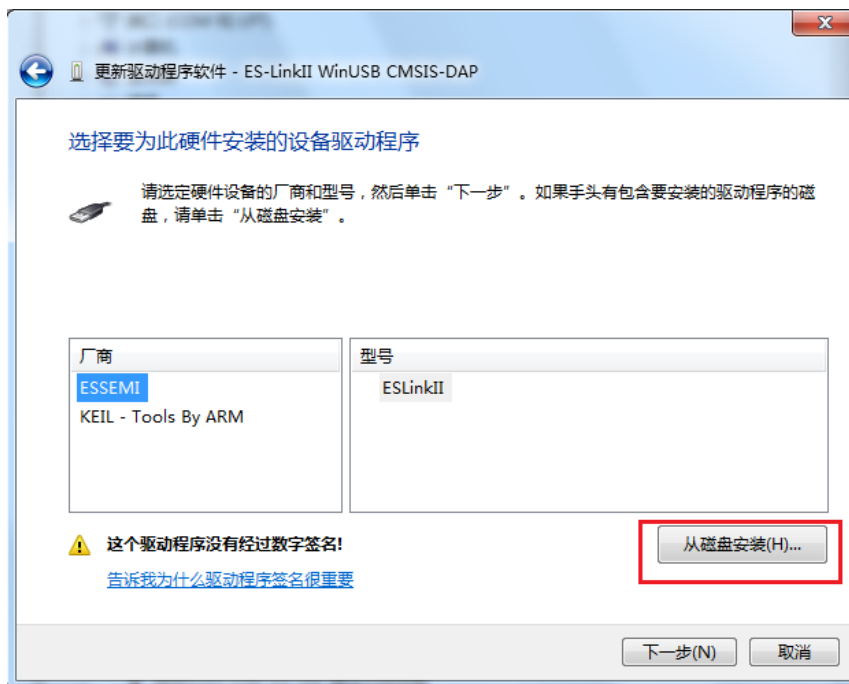 更新驱动程序软件 - ES-LinkII WinUSB CMSIS-DAP
选择要为此硬件安装的设备驱动程序
请选定硬件设备的厂商和型号，然后单击“下一步”。如果手头有包含要安装的驱动程序的磁
盘，请单击“从磁盘安装”。
厂商
型号
ESSEMI
ESLinkII
KEIL - Tools By ARM
这个驱动程序没有经过数字签名!
从磁盘安装(H)...
告诉我为什么驱动程序签名很重要
下一步(N)
取消